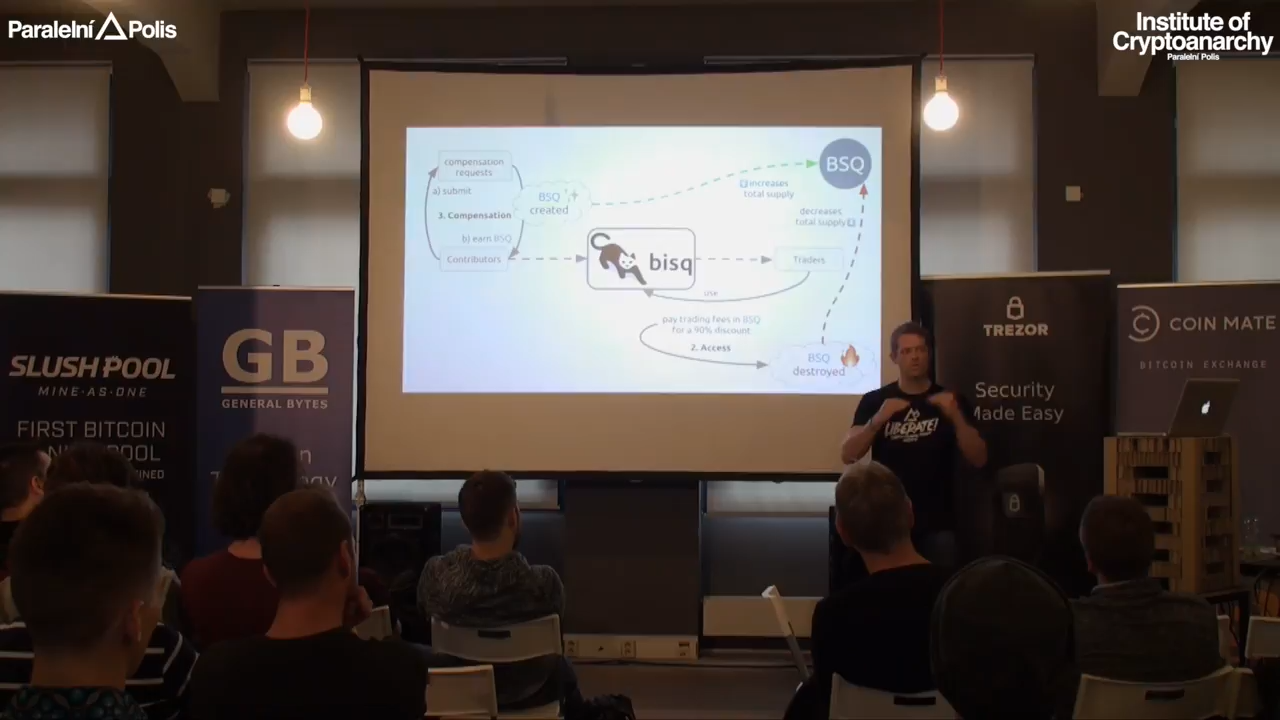 Paralelní Polis
Institute of
Cryptoanarchy
Paralelní Polis
compensation
requests
a) submit
BSQ
created
3. Compensation
b) earn BSQ
Contributors
increases
total supply
BSQ
decreases
total supply
bisq
Traders
use
pay trading fees in BSQ
for a 90% discount
2. Access
BSQ
destroyed
SLUSH POOL
MINE-AS-ONE
FIRST BITCOIN
GB
GENERAL BYTES
TREZOR
Security
Made Easy
COIN MATE
BITCOIN EXCHANGE
LIBERATE!